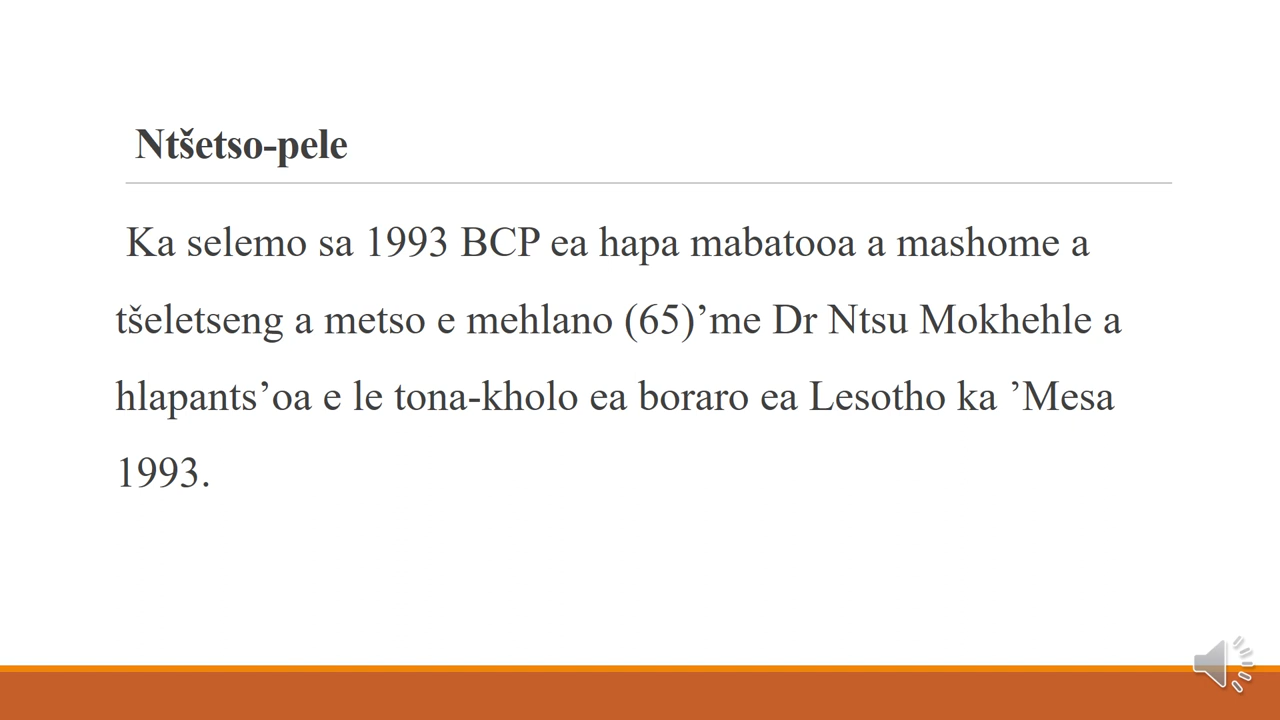 Ntšetso-pele
Ka selemo sa 1993 BCP ea hapa mabatooa a mashome a
tšeletseng a metso e mehlano (65)’me Dr Ntsu Mokhehle a
hlapants’oa e le tona-kholo ea boraro ea Lesotho ka ’Mesa
1993.